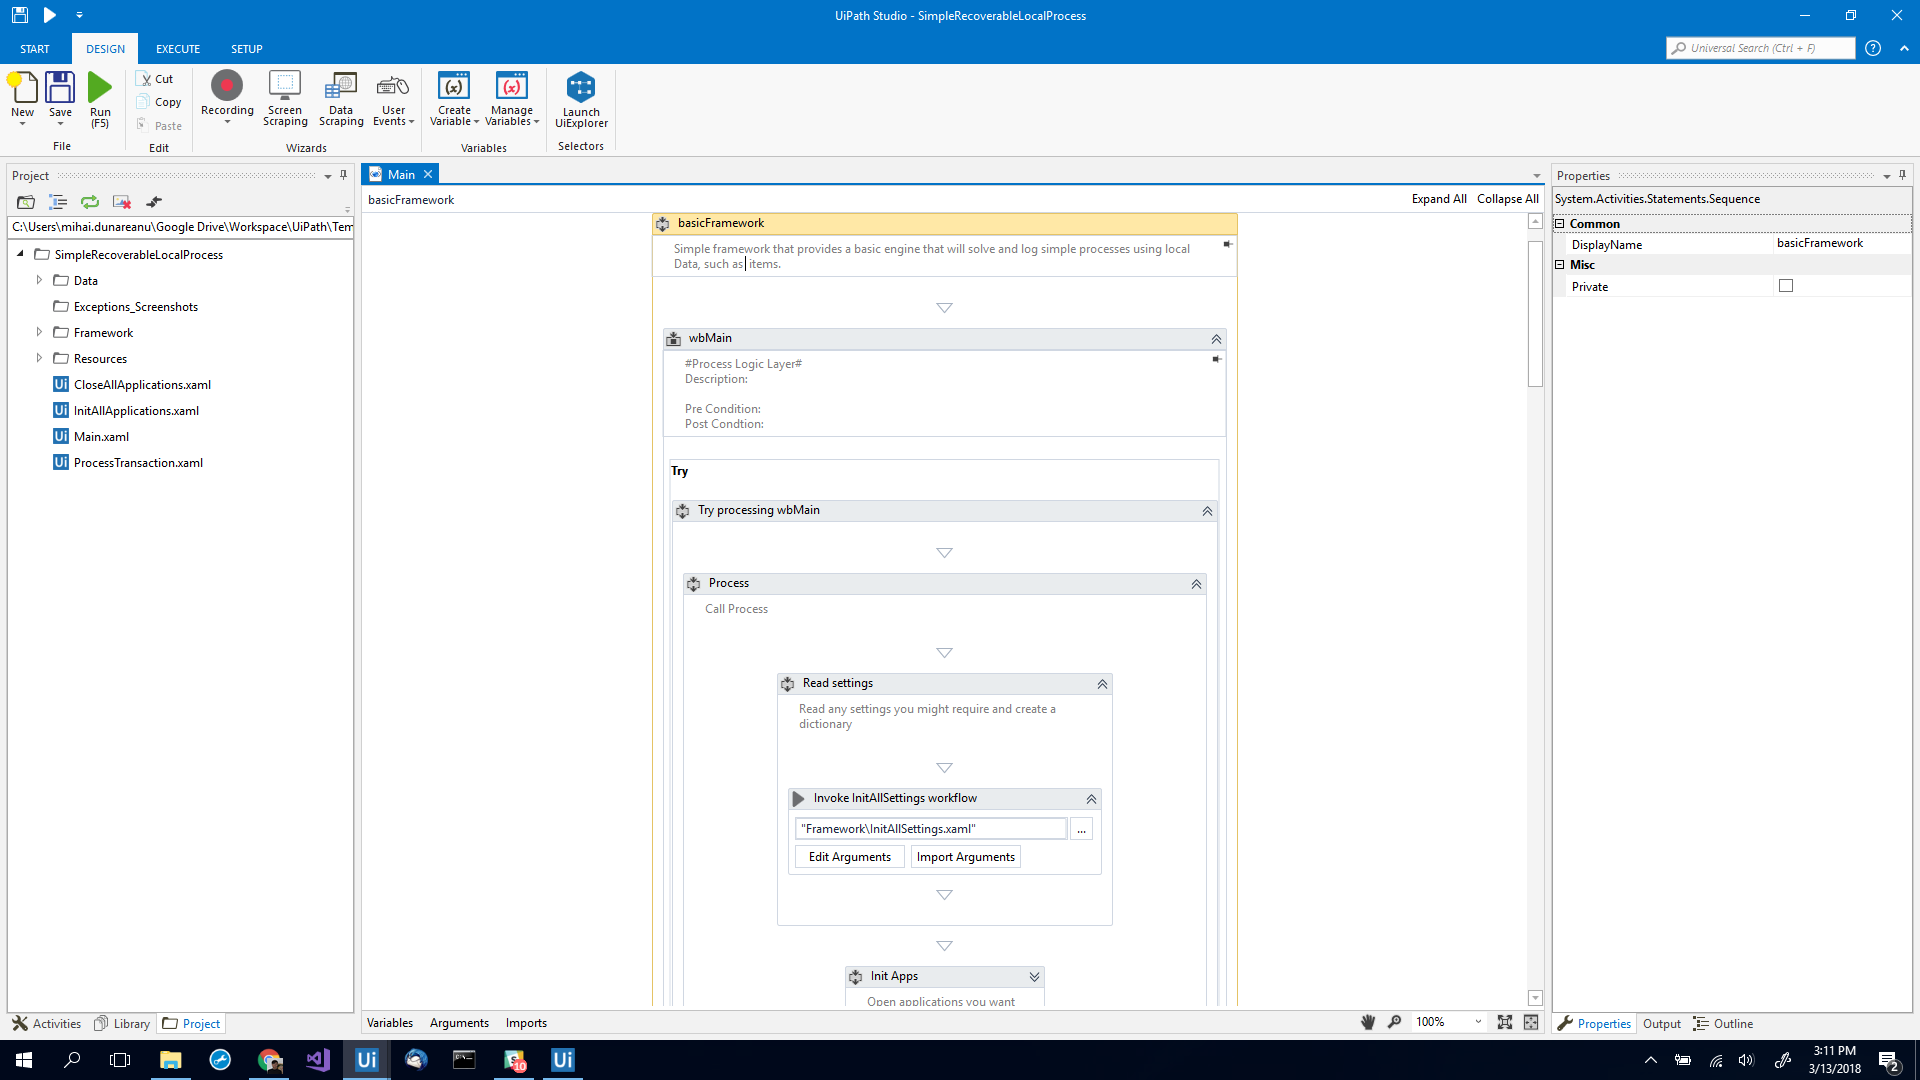 UiPath Studio - SimpleRecoverableLocalProcess
START DESIGN EXECUTE SETUP
Universal Search (Ctrl + F)
New
Save
Run
(F5)
File
Cut
Copy
Paste
Edit
Recording
Screen
Scraping
Data
Scraping
User
Events
Wizards
Create
Variable
Manage
Variables
Variables
Launch
UiExplorer
Selectors
Project
C:\Users\mihai.dunareanu\Google Drive\Workspace\UiPath\Tem
SimpleRecoverableLocalProcess
Data
Exceptions_Screenshots
Framework
Resources
Ui CloseAllApplications.xaml
Ui InitAllApplications.xaml
Ui Main.xaml
Ui ProcessTransaction.xaml
Activities Library Project
Main
basicFramework
Expand All Collapse All
basicFramework
Simple framework that provides a basic engine that will solve and log simple processes using local
Data, such as items.
wbMain
#Process Logic Layer#
Description:
Pre Condition:
Post Condtion:
Try
Try processing wbMain
Process
Call Process
Read settings
Read any settings you might require and create a
dictionary
Invoke InitAllSettings workflow
"Framework\InitAllSettings.xaml"
...
Edit Arguments Import Arguments
Init Apps
Open applications you want
Variables Arguments Imports
100%
Properties
System.Activities.Statements.Sequence
Common
DisplayName basicFramework
Misc
Private
Properties Output Outline
Ui
10
Ui
3:11 PM
3/13/2018
2